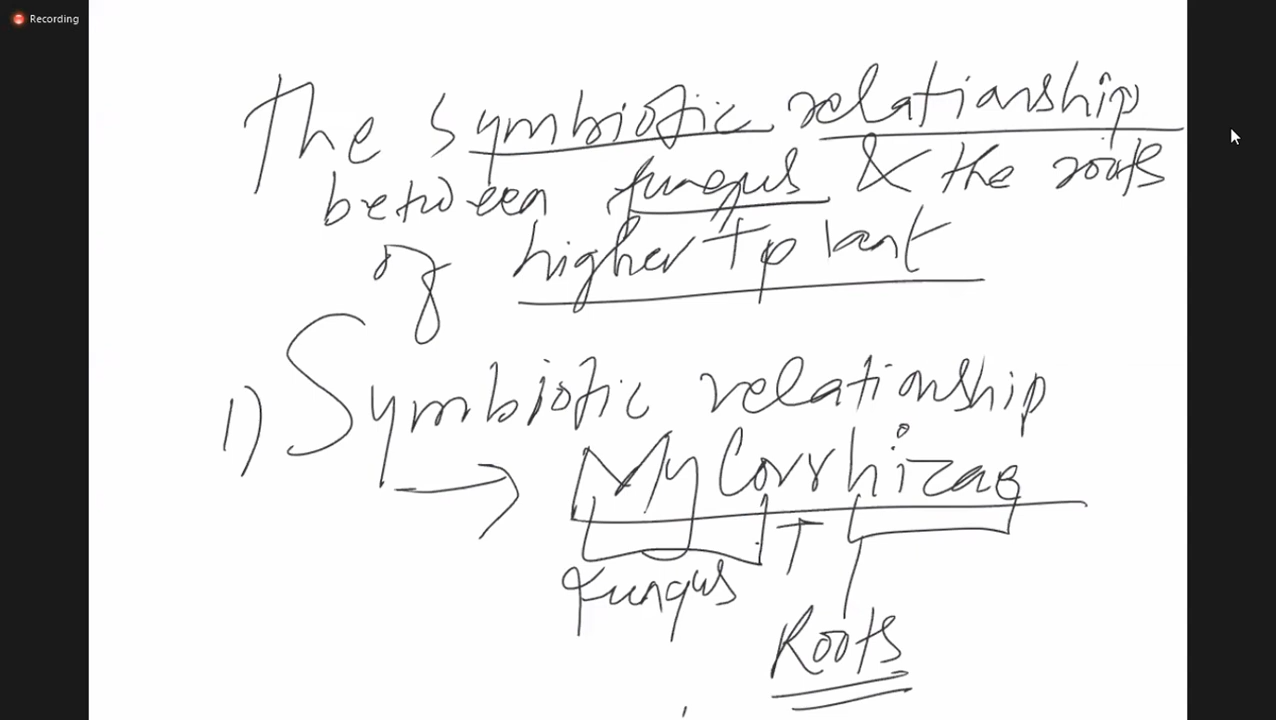 Recording
The symbiotic relationship
between fungus & the roots
of higher plant
1) Symbiotic relationship
→ Mycorrhizae
fungus + Roots